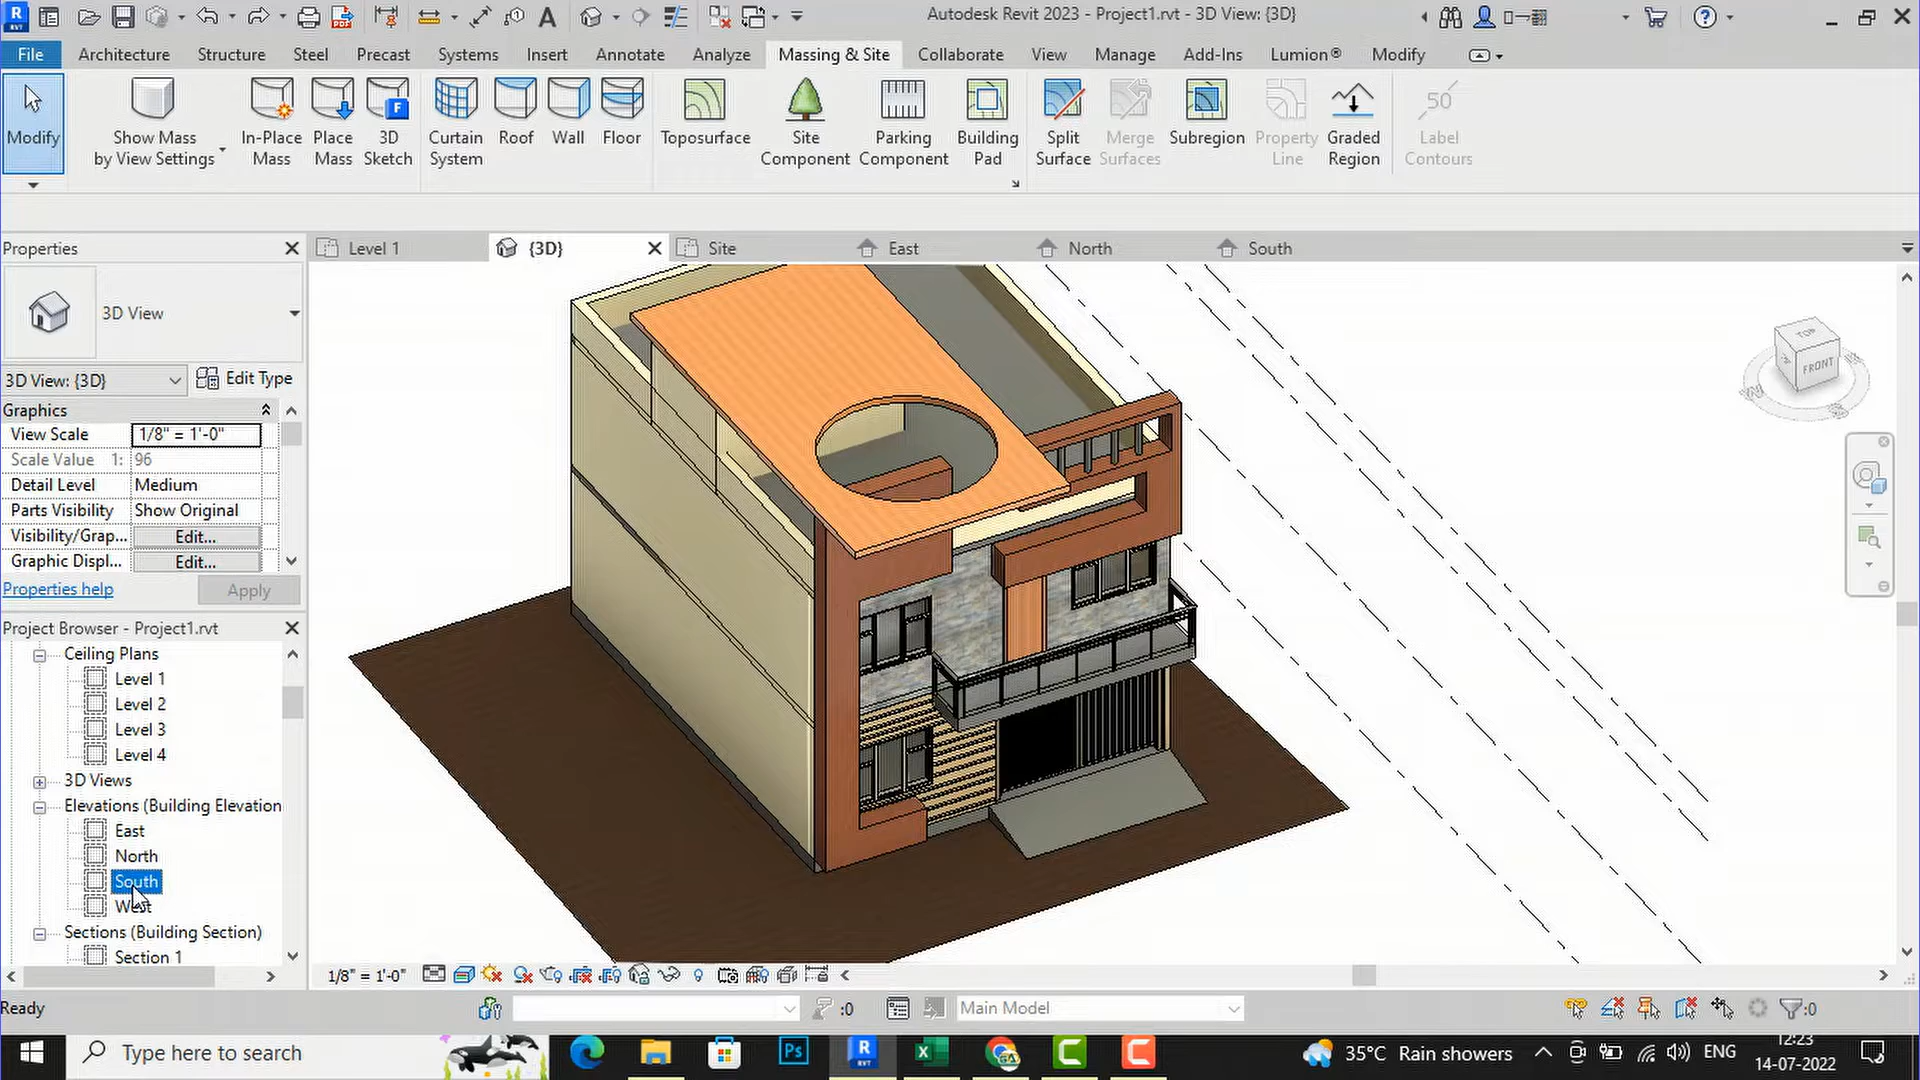 Autodesk Revit 2023 - Project1.rvt - 3D View: {3D}
File Architecture Structure Steel Precast Systems Insert Annotate Analyze Massing & Site Collaborate View Manage Add-Ins Lumion® Modify
Modify
Show Mass by View Settings
In-Place Mass
Place Mass
3D Sketch
Curtain System
Roof
Wall
Floor
Toposurface
Site Component
Parking Component
Building Pad
Split Surface
Merge Surfaces
Subregion
Property Line
Graded Region
50
Label Contours
Properties
Level 1 {3D} Site East North South
3D View
3D View: {3D} Edit Type
Graphics
View Scale 1/8" = 1'-0"
Scale Value 1: 96
Detail Level Medium
Parts Visibility Show Original
Visibility/Grap... Edit...
Graphic Displ... Edit...
Properties help Apply
Project Browser - Project1.rvt
Ceiling Plans
Level 1
Level 2
Level 3
Level 4
3D Views
Elevations (Building Elevation
East
North
South
West
Sections (Building Section)
Section 1
TOP
FRONT
1/8" = 1'-0"
Ready
:0
Main Model
:0
Type here to search
35°C Rain showers
ENG
12:23
14-07-2022